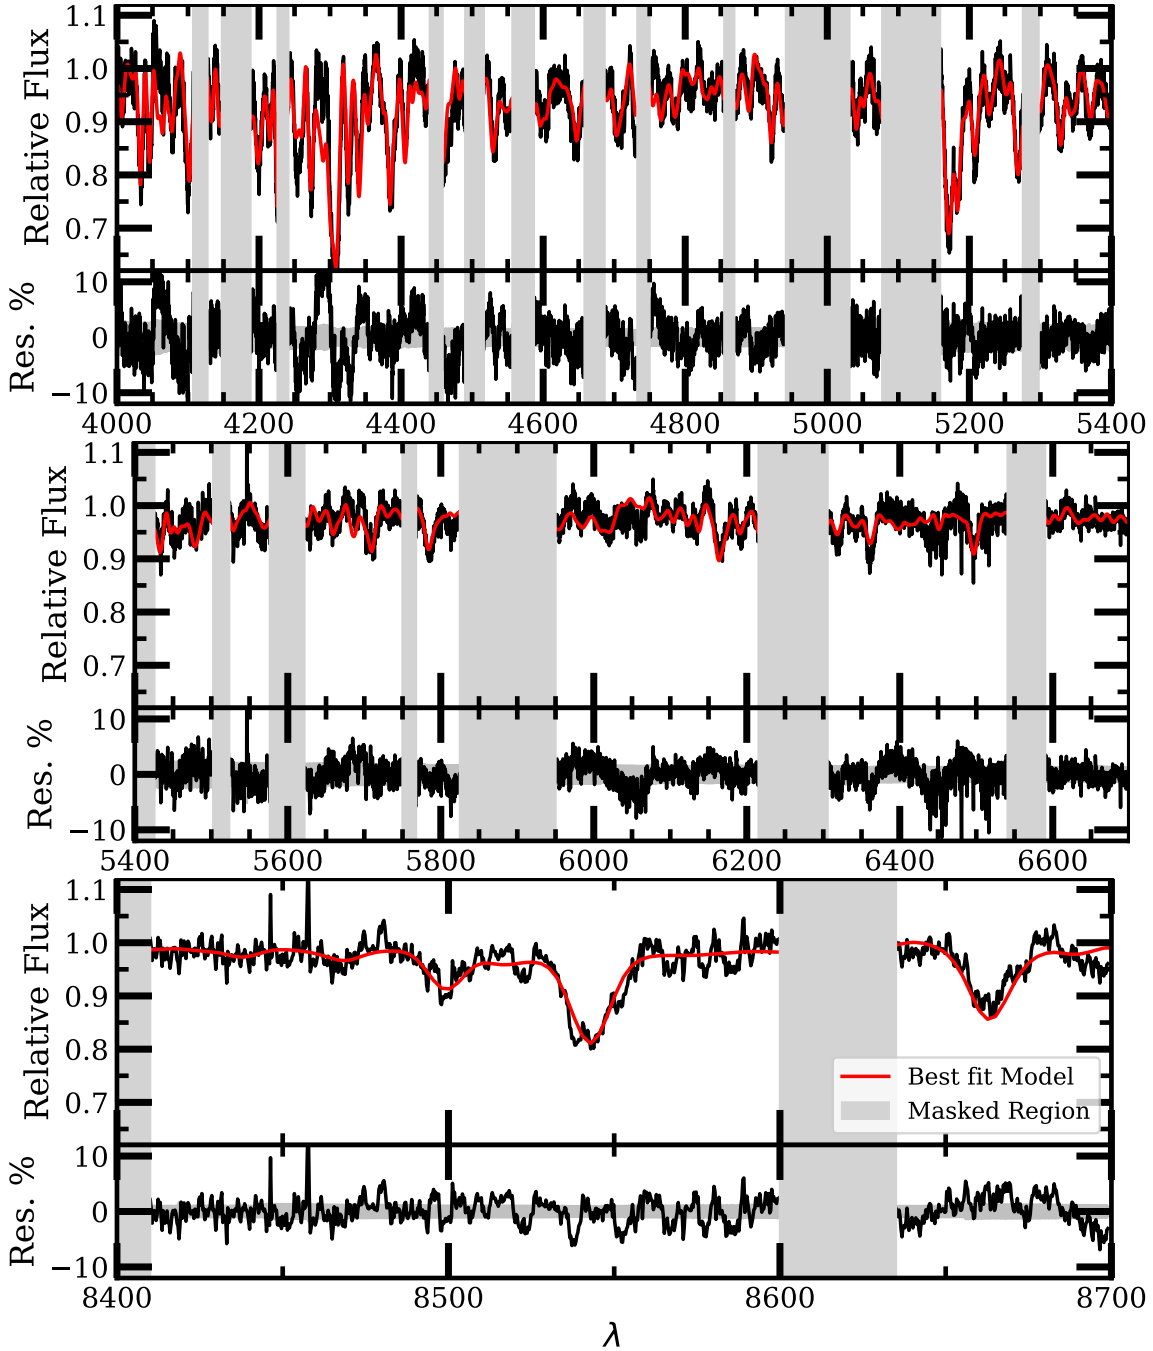 1.1
1.0
0.9
0.8
0.7
Relative Flux
10
0
−10
Res. %
4000 4200 4400 4600 4800 5000 5200 5400
1.1
1.0
0.9
0.8
0.7
Relative Flux
10
0
−10
Res. %
5400 5600 5800 6000 6200 6400 6600
1.1
1.0
0.9
0.8
0.7
Relative Flux
Best fit Model
Masked Region
10
0
−10
Res. %
8400 8500 8600 8700
λ